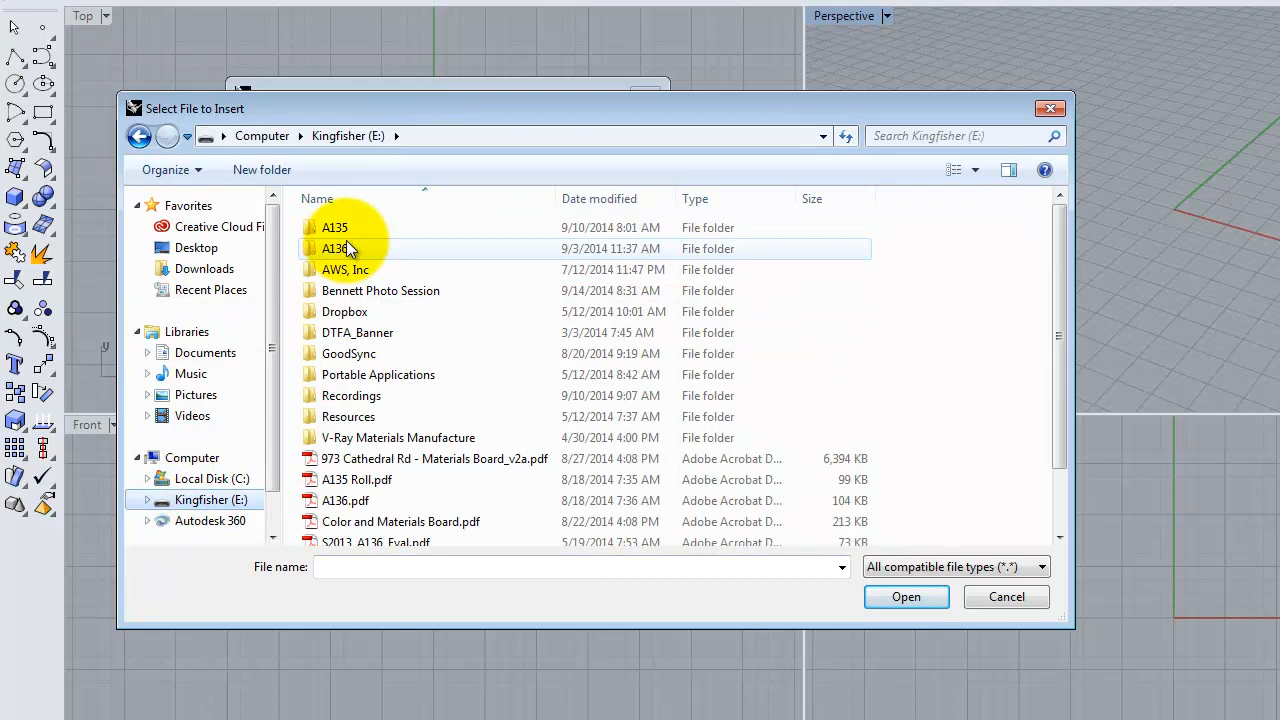 Top
Perspective
Select File to Insert
Computer Kingfisher (E:)
Search Kingfisher (E:)
Organize New folder
Name Date modified Type Size
Favorites
Creative Cloud Fi
Desktop
Downloads
Recent Places
Libraries
Documents
Music
Pictures
Videos
Computer
Local Disk (C:)
Kingfisher (E:)
Autodesk 360
A135 9/10/2014 8:01 AM File folder
A136 9/3/2014 11:37 AM File folder
AWS, Inc 7/12/2014 11:47 PM File folder
Bennett Photo Session 9/14/2014 8:31 AM File folder
Dropbox 5/12/2014 10:01 AM File folder
DTFA_Banner 3/3/2014 7:45 AM File folder
GoodSync 8/20/2014 9:19 AM File folder
Portable Applications 5/12/2014 8:42 AM File folder
Recordings 9/10/2014 9:07 AM File folder
Resources 5/12/2014 7:37 AM File folder
V-Ray Materials Manufacture 4/30/2014 4:00 PM File folder
973 Cathedral Rd - Materials Board_v2a.pdf 8/27/2014 4:08 PM Adobe Acrobat D... 6,394 KB
A135 Roll.pdf 8/18/2014 7:35 AM Adobe Acrobat D... 99 KB
A136.pdf 8/18/2014 7:36 AM Adobe Acrobat D... 104 KB
Color and Materials Board.pdf 8/22/2014 4:08 PM Adobe Acrobat D... 213 KB
S2013_A136_Eval.pdf 5/19/2014 7:53 AM Adobe Acrobat D... 73 KB
File name: All compatible file types (*.*)
Open Cancel
Front
y